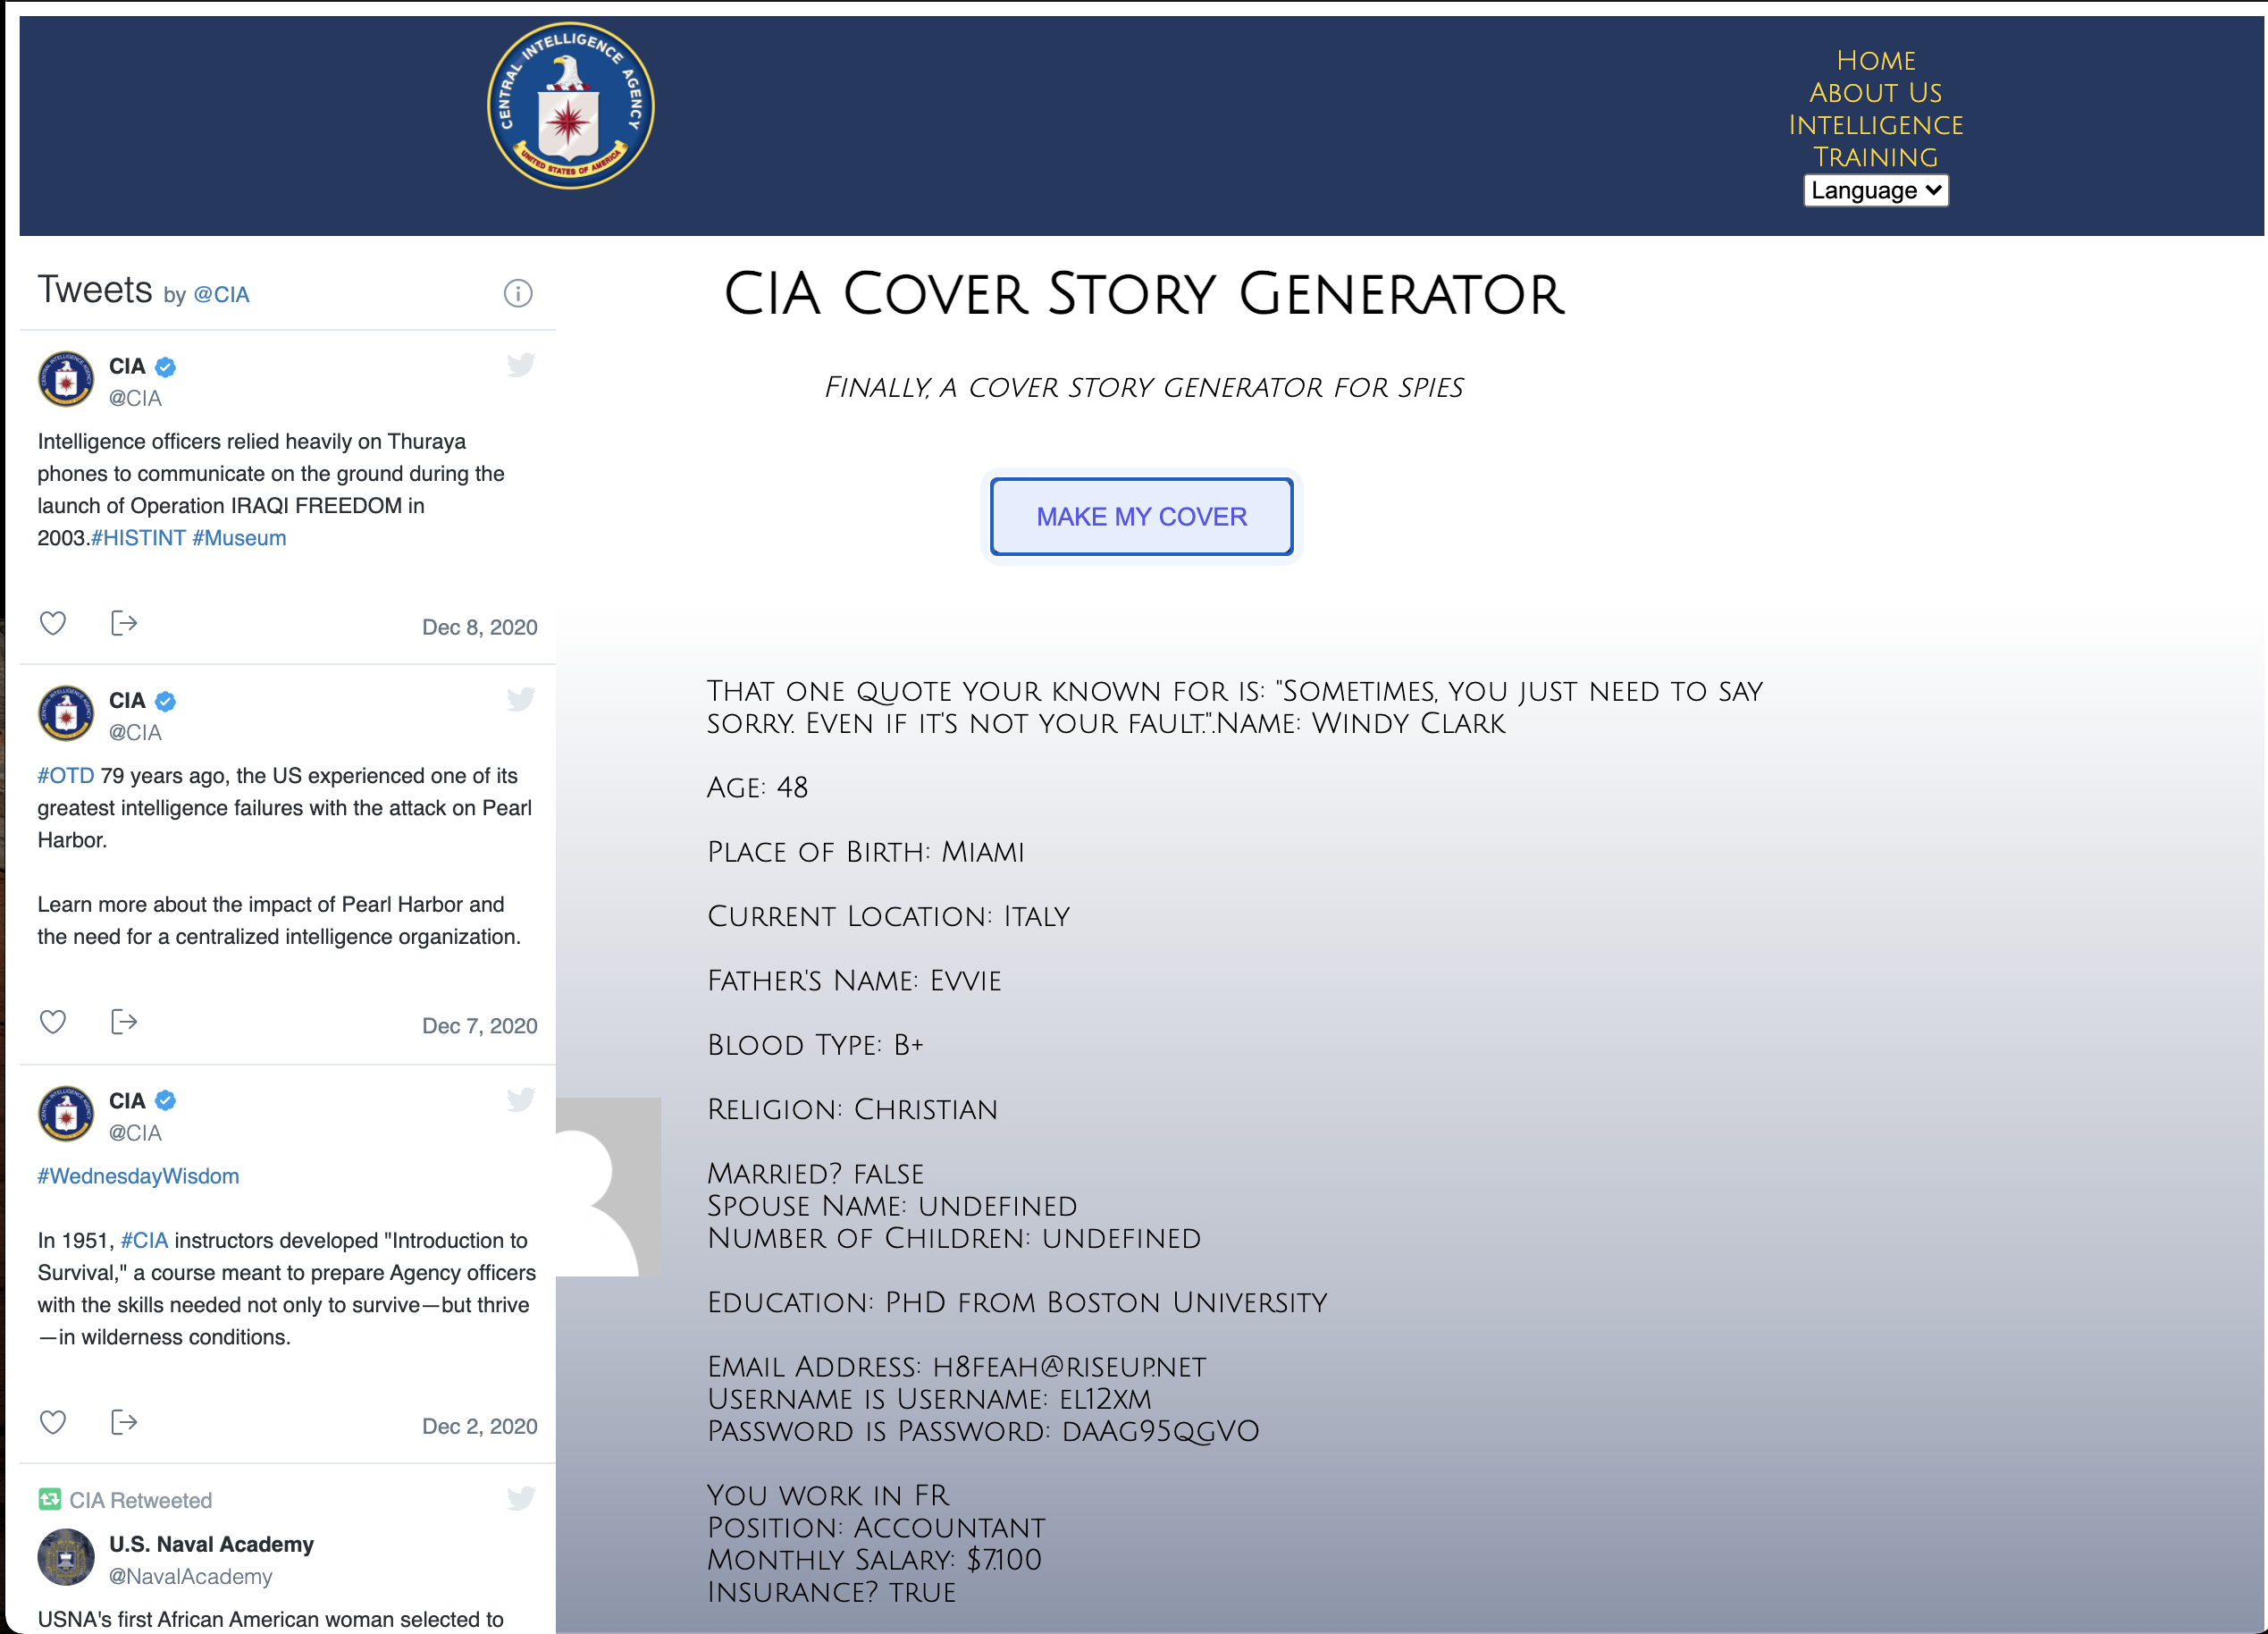 CENTRAL INTELLIGENCE AGENCY
UNITED STATES OF AMERICA
Home
About Us
Intelligence
Training
Language
Tweets by @CIA
CIA
@CIA
Intelligence officers relied heavily on Thuraya
phones to communicate on the ground during the
launch of Operation IRAQI FREEDOM in
2003.#HISTINT #Museum
Dec 8, 2020
CIA
@CIA
#OTD 79 years ago, the US experienced one of its
greatest intelligence failures with the attack on Pearl
Harbor.
Learn more about the impact of Pearl Harbor and
the need for a centralized intelligence organization.
Dec 7, 2020
CIA
@CIA
#WednesdayWisdom
In 1951, #CIA instructors developed "Introduction to
Survival," a course meant to prepare Agency officers
with the skills needed not only to survive—but thrive
—in wilderness conditions.
Dec 2, 2020
CIA Retweeted
U.S. Naval Academy
@NavalAcademy
USNA's first African American woman selected to
CIA Cover Story Generator
Finally, a cover story generator for spies
MAKE MY COVER
That one quote your known for is: "Sometimes, you just need to say
sorry. Even if it's not your fault.".Name: Windy Clark
Age: 48
Place of Birth: Miami
Current Location: Italy
Father's Name: Evvie
Blood Type: B+
Religion: Christian
Married? false
Spouse Name: undefined
Number of Children: undefined
Education: PhD from Boston University
Email Address: h8feah@riseup.net
Username is Username: el12xm
Password is Password: daAg95qgVO
You work in FR
Position: Accountant
Monthly Salary: $7,100
Insurance? true